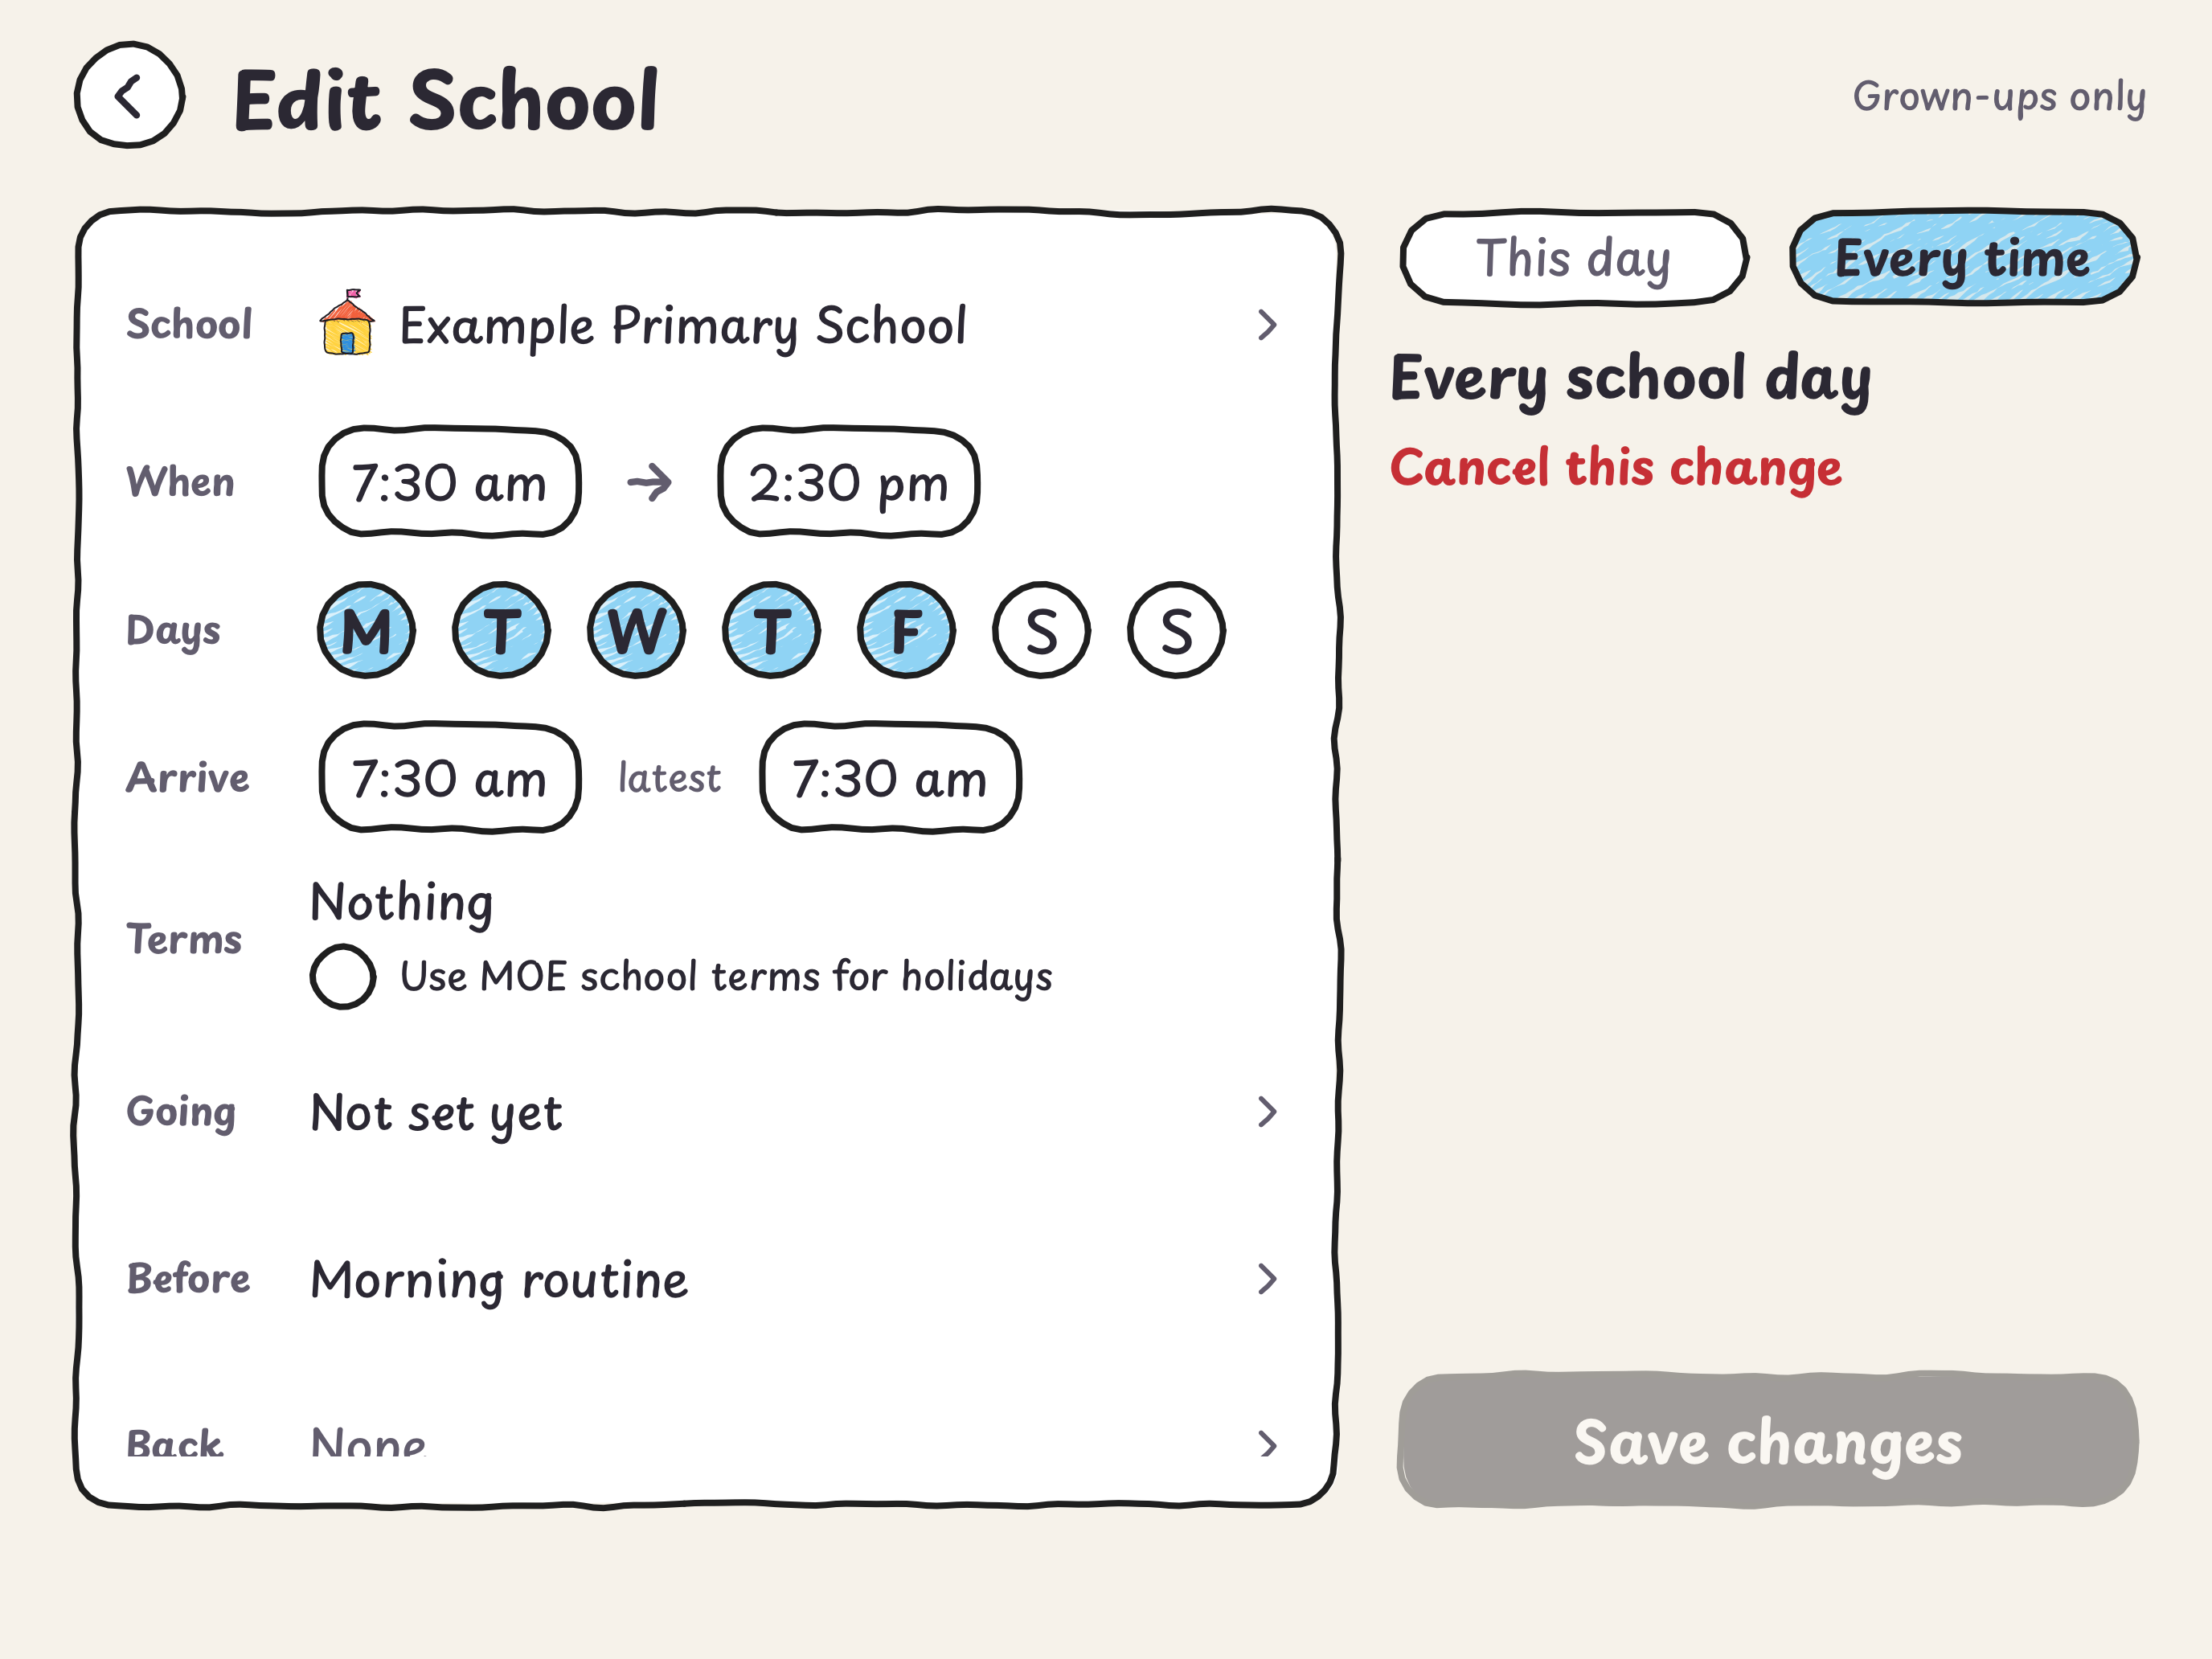 Edit School
Grown-ups only
School Example Primary School
When 7:30 am → 2:30 pm
Days M T W T F S S
Arrive 7:30 am latest 7:30 am
Terms Nothing
Use MOE school terms for holidays
Going Not set yet
Before Morning routine
Back None
This day Every time
Every school day
Cancel this change
Save changes